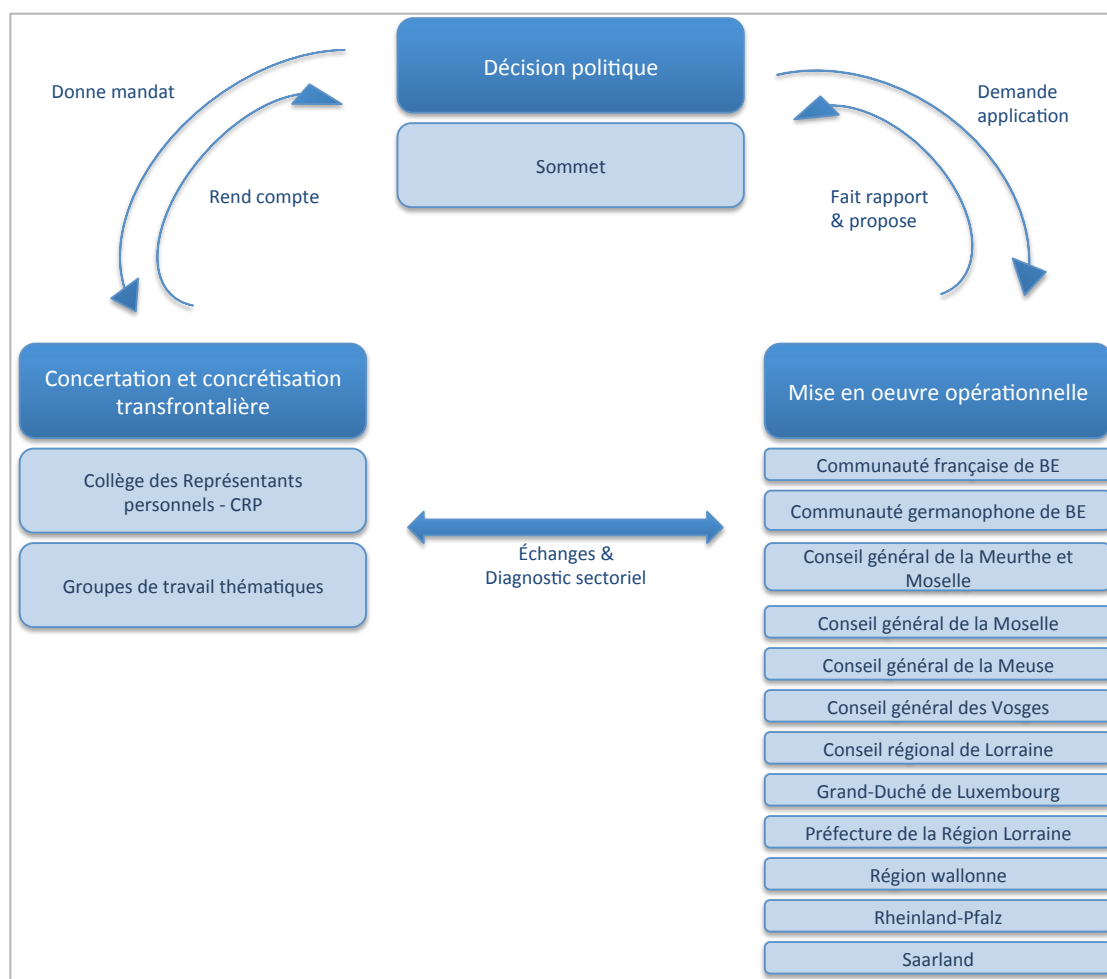 Décision politique
Sommet
Donne mandat
Rend compte
Demande
application
Fait rapport
& propose
Concertation et concrétisation
transfrontalière
Collège des Représentants
personnels - CRP
Groupes de travail thématiques
Échanges &
Diagnostic sectoriel
Mise en oeuvre opérationnelle
Communauté française de BE
Communauté germanophone de BE
Conseil général de la Meurthe et
Moselle
Conseil général de la Moselle
Conseil général de la Meuse
Conseil général des Vosges
Conseil régional de Lorraine
Grand-Duché de Luxembourg
Préfecture de la Région Lorraine
Région wallonne
Rheinland-Pfalz
Saarland